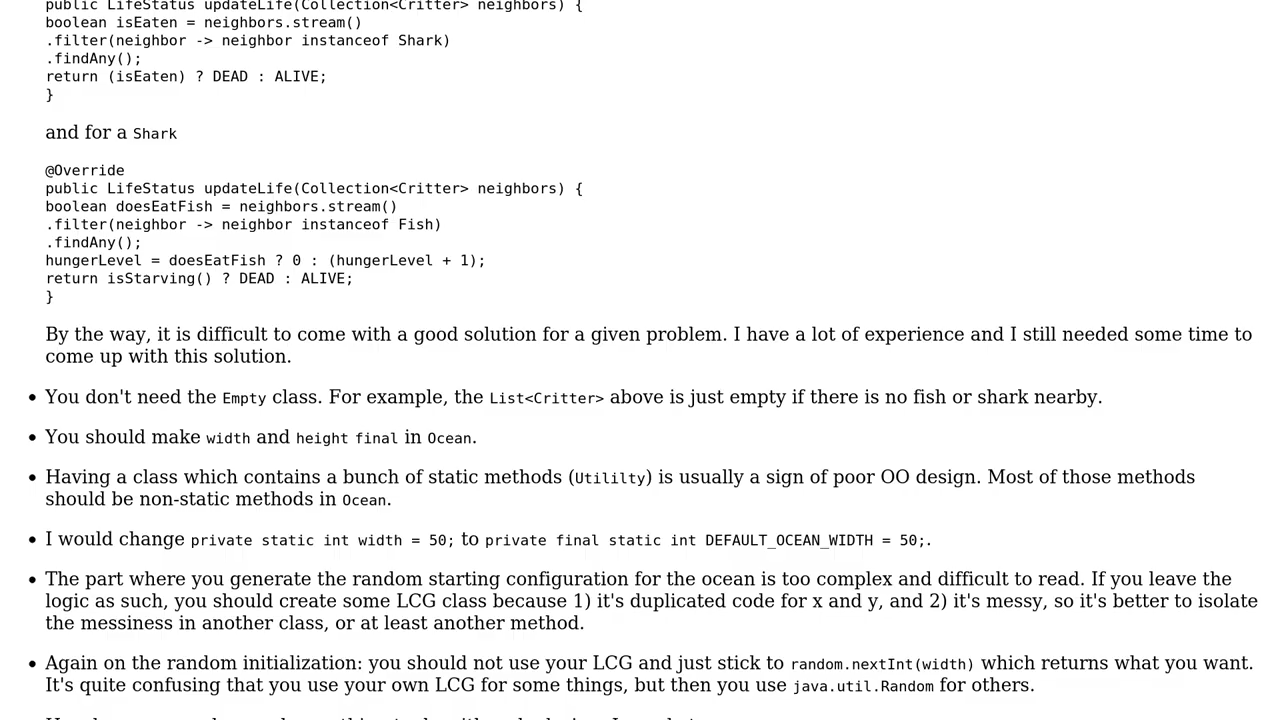 public LifeStatus updateLife(Collection<Critter> neighbors) {
boolean isEaten = neighbors.stream()
.filter(neighbor -> neighbor instanceof Shark)
.findAny();
return (isEaten) ? DEAD : ALIVE;
}
and for a Shark
@Override
public LifeStatus updateLife(Collection<Critter> neighbors) {
boolean doesEatFish = neighbors.stream()
.filter(neighbor -> neighbor instanceof Fish)
.findAny();
hungerLevel = doesEatFish ? 0 : (hungerLevel + 1);
return isStarving() ? DEAD : ALIVE;
}
By the way, it is difficult to come with a good solution for a given problem. I have a lot of experience and I still needed some time to
come up with this solution.
• You don't need the Empty class. For example, the List<Critter> above is just empty if there is no fish or shark nearby.
• You should make width and height final in Ocean.
• Having a class which contains a bunch of static methods (Utililty) is usually a sign of poor OO design. Most of those methods
should be non-static methods in Ocean.
• I would change private static int width = 50; to private final static int DEFAULT_OCEAN_WIDTH = 50;.
• The part where you generate the random starting configuration for the ocean is too complex and difficult to read. If you leave the
logic as such, you should create some LCG class because 1) it's duplicated code for x and y, and 2) it's messy, so it's better to isolate
the messiness in another class, or at least another method.
• Again on the random initialization: you should not use your LCG and just stick to random.nextInt(width) which returns what you want.
It's quite confusing that you use your own LCG for some things, but then you use java.util.Random for others.